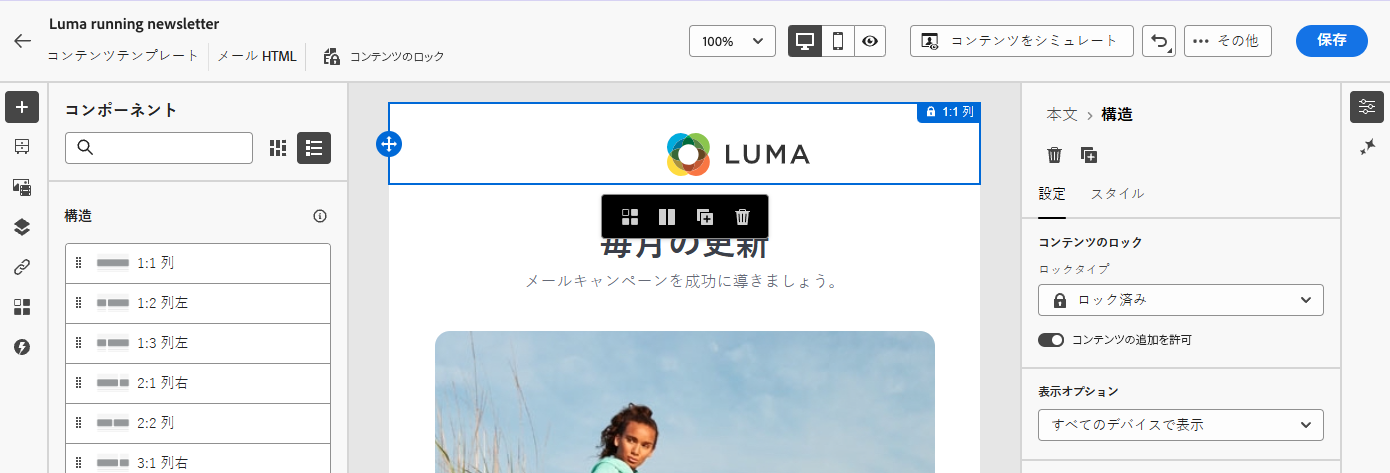 Luma running newsletter
コンテンツテンプレート
メール HTML
コンテンツのロック
100%
コンテンツをシミュレート
その他
保存
コンポーネント
構造
1:1 列
1:2 列左
1:3 列左
2:1 列右
2:2 列
3:1 列右
1:1 列
LUMA
毎月の更新
メールキャンペーンを成功に導きましょう。
本文 > 構造
設定
スタイル
コンテンツのロック
ロックタイプ
ロック済み
コンテンツの追加を許可
表示オプション
すべてのデバイスで表示